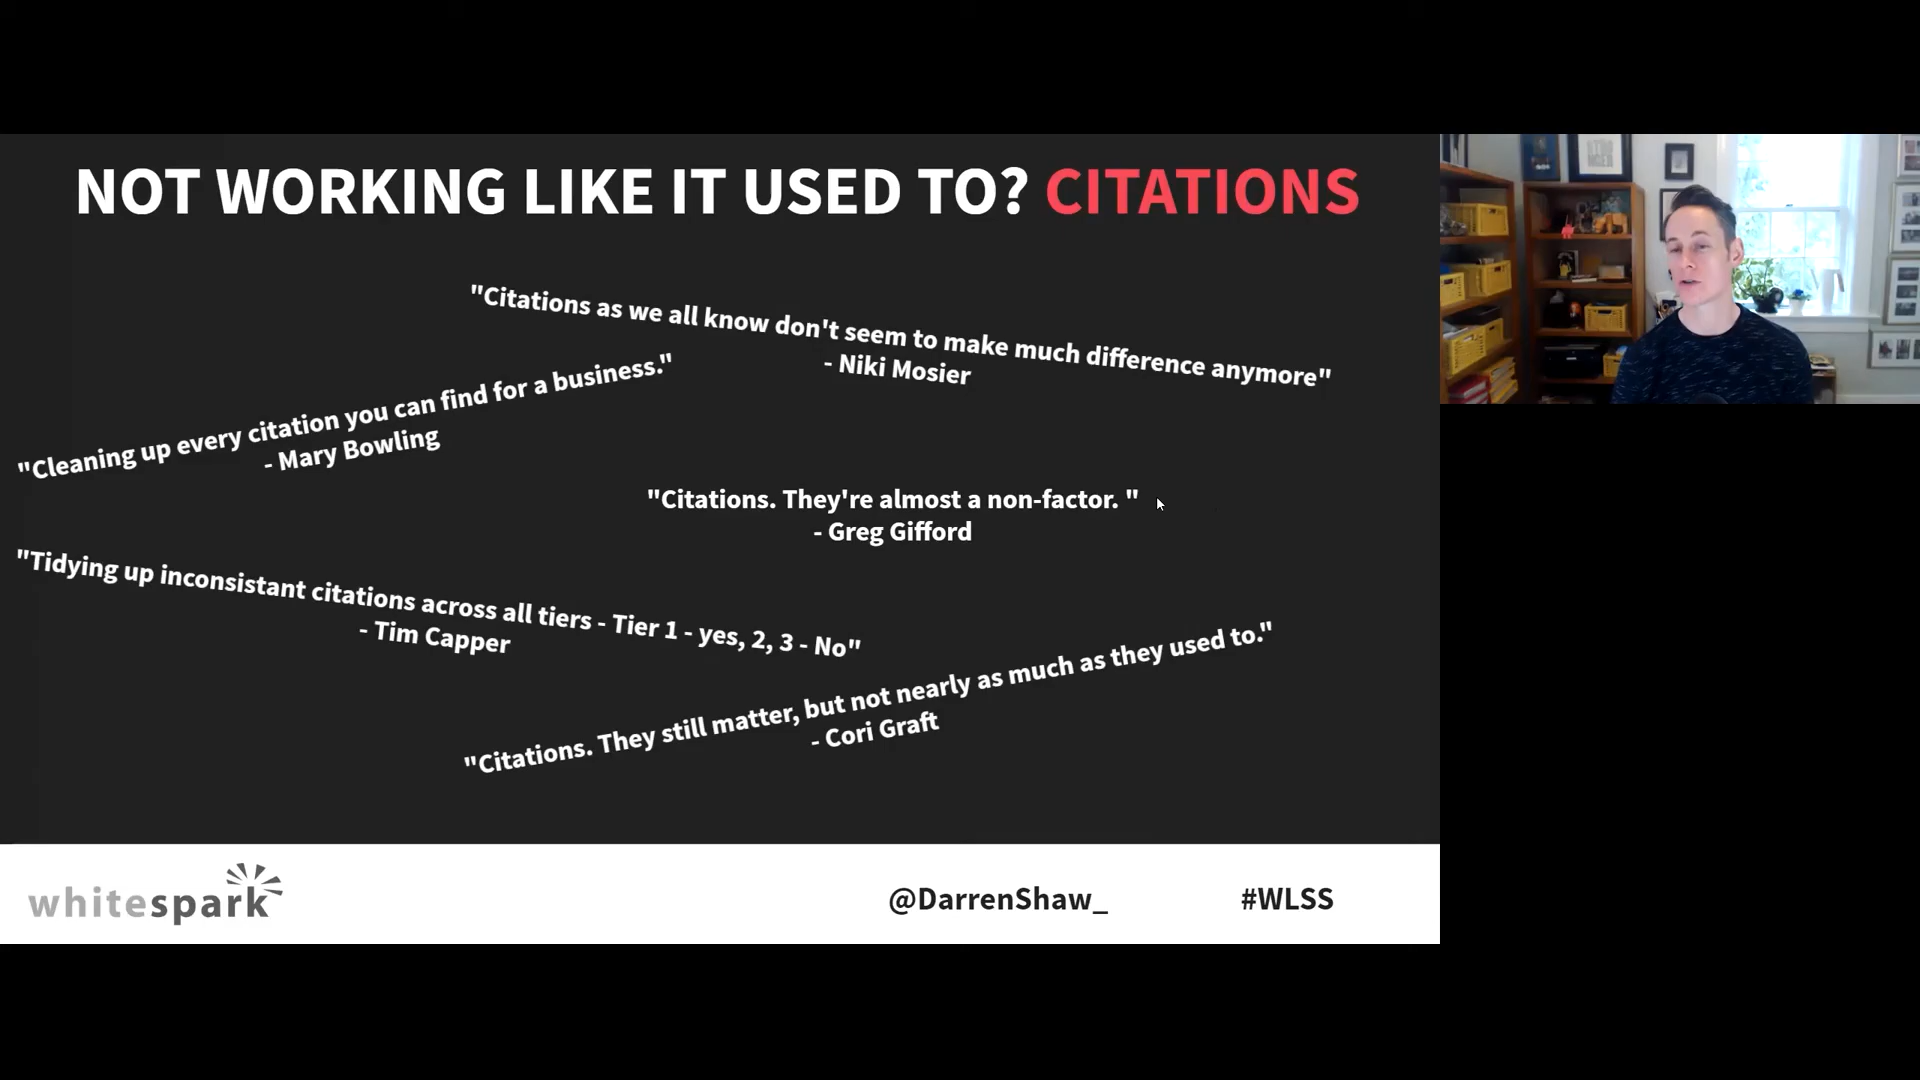 NOT WORKING LIKE IT USED TO? CITATIONS
"Citations as we all know don't seem to make much difference anymore"
- Niki Mosier
"Cleaning up every citation you can find for a business."
- Mary Bowling
"Citations. They're almost a non-factor. "
- Greg Gifford
"Tidying up inconsistant citations across all tiers - Tier 1 - yes, 2, 3 - No"
- Tim Capper
"Citations. They still matter, but not nearly as much as they used to."
- Cori Graft
whitespark
@DarrenShaw_
#WLSS